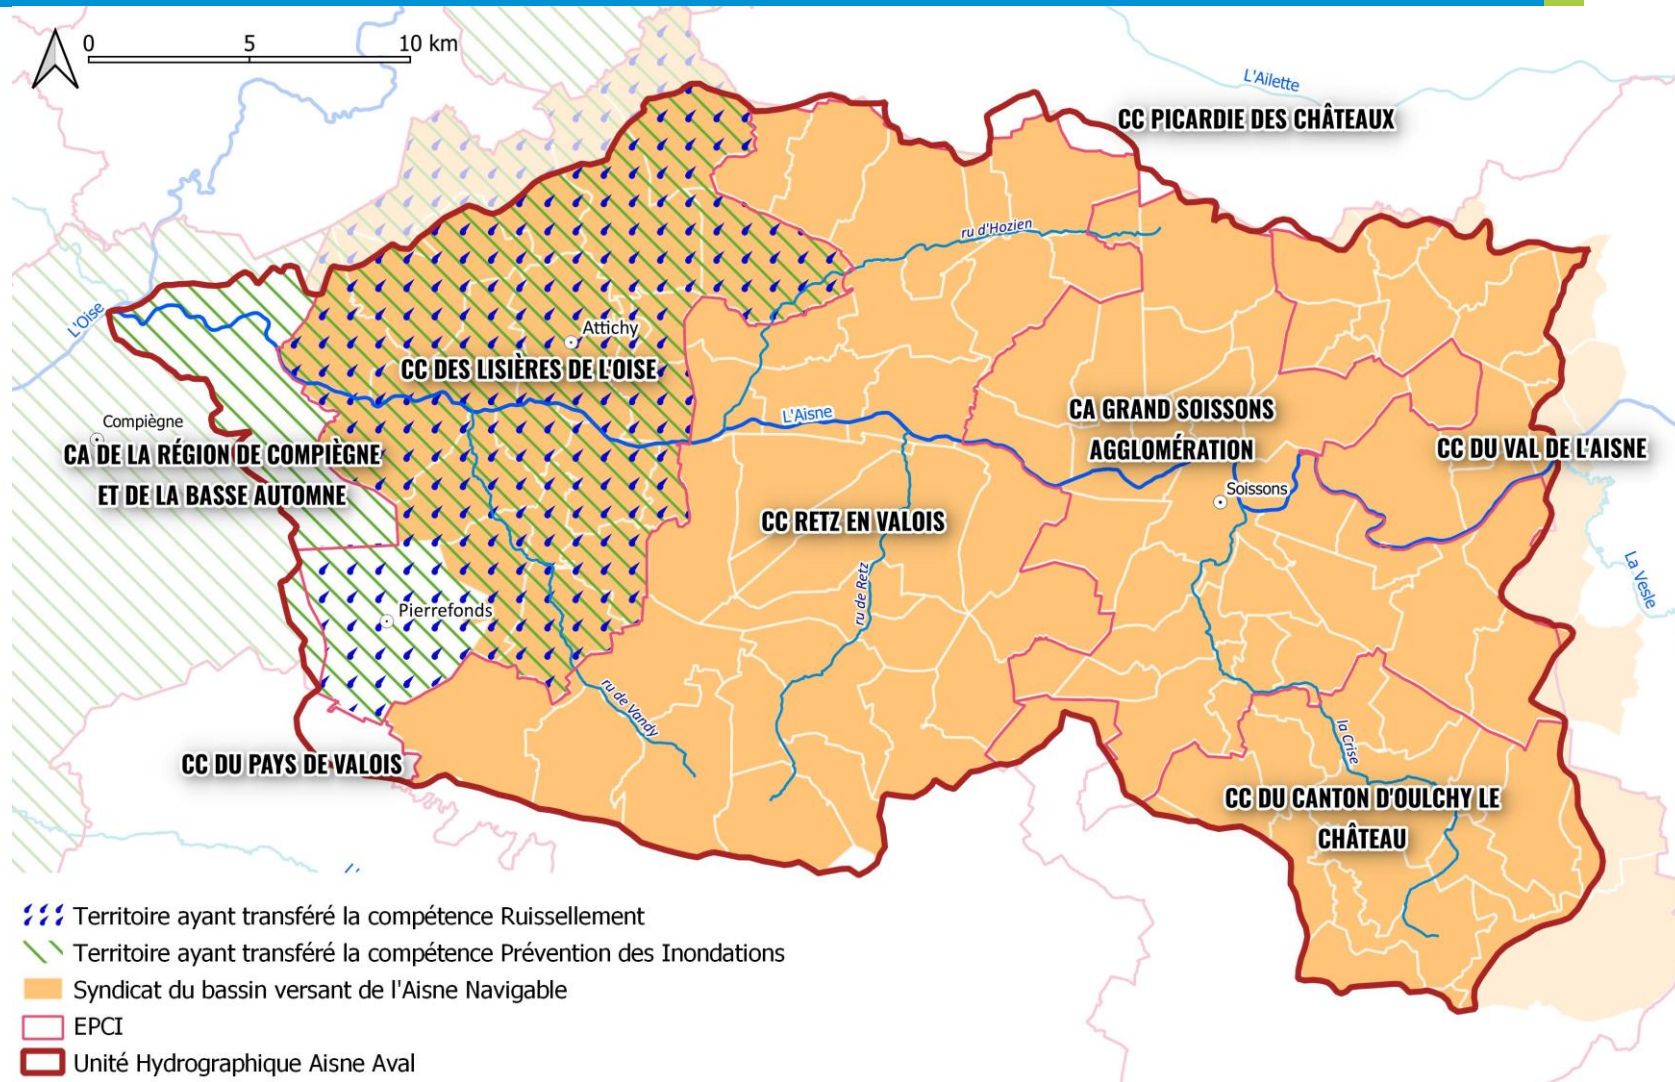 0 5 10 km
L'Ailette
CC PICARDIE DES CHÂTEAUX
ru d'Hozien
L'Oise
Attichy
CC DES LISIÈRES DE L'OISE
L'Aisne
CA GRAND SOISSONS
AGGLOMÉRATION
Compiègne
CA DE LA RÉGION DE COMPIÈGNE
ET DE LA BASSE AUTOMNE
CC DU VAL DE L'AISNE
Soissons
CC RETZ EN VALOIS
La Vesle
ru de Retz
Pierrefonds
ru de Vandy
la Crise
CC DU PAYS DE VALOIS
CC DU CANTON D'OULCHY LE
CHÂTEAU
Territoire ayant transféré la compétence Ruissellement
Territoire ayant transféré la compétence Prévention des Inondations
Syndicat du bassin versant de l'Aisne Navigable
EPCI
Unité Hydrographique Aisne Aval